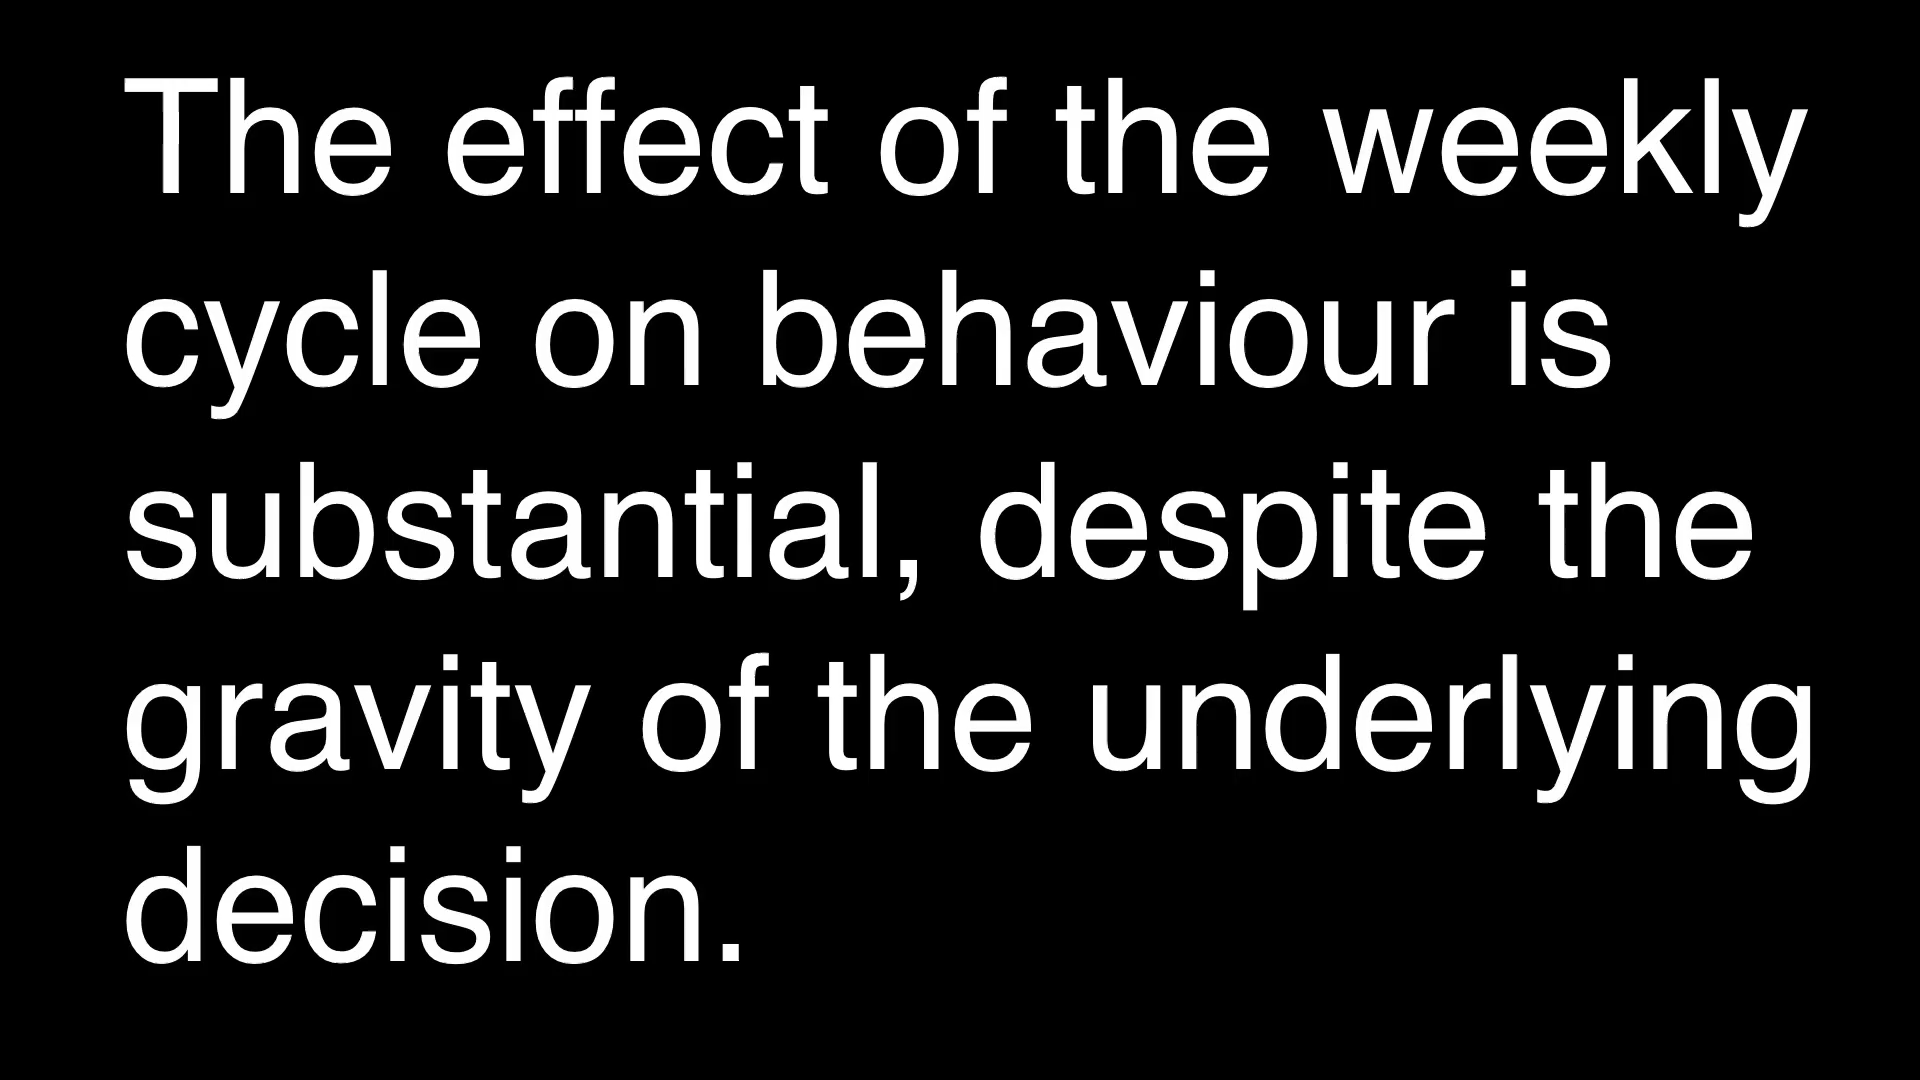 The effect of the weekly
cycle on behaviour is
substantial, despite the
gravity of the underlying
decision.